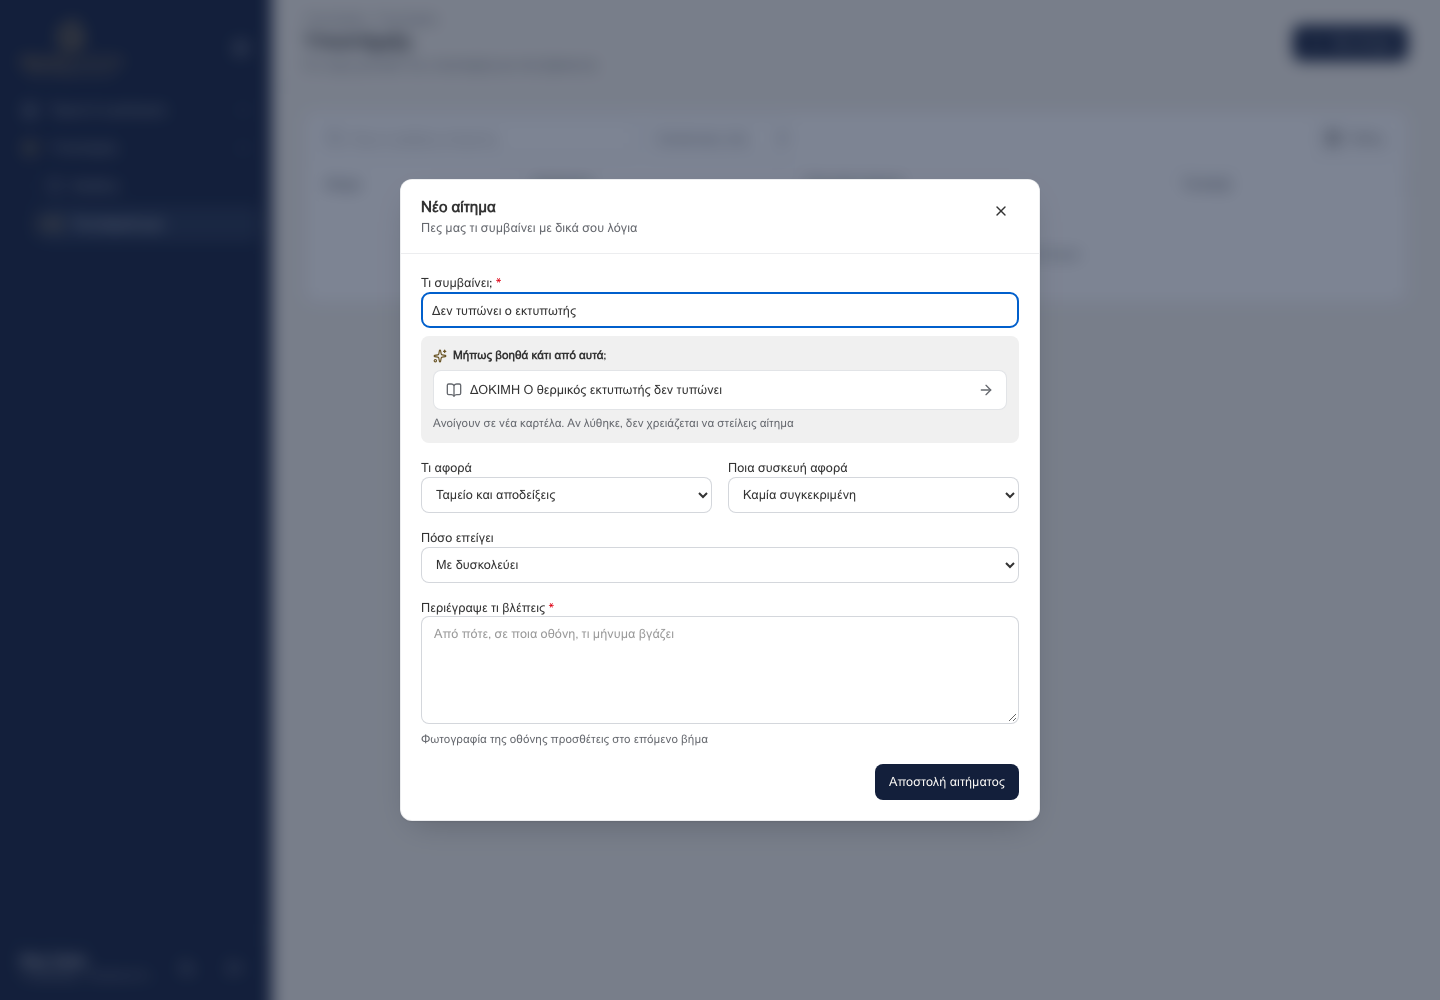 Νέο αίτημα
Πες μας τι συμβαίνει με δικά σου λόγια
Τι συμβαίνει; *
Δεν τυπώνει ο εκτυπωτής
Μήπως βοηθά κάτι από αυτά;
ΔΟΚΙΜΗ Ο θερμικός εκτυπωτής δεν τυπώνει
Ανοίγουν σε νέα καρτέλα. Αν λύθηκε, δεν χρειάζεται να στείλεις αίτημα
Τι αφορά
Ποια συσκευή αφορά
Ταμείο και αποδείξεις
Καμία συγκεκριμένη
Πόσο επείγει
Με δυσκολεύει
Περιέγραψε τι βλέπεις *
Από πότε, σε ποια οθόνη, τι μήνυμα βγάζει
Φωτογραφία της οθόνης προσθέτεις στο επόμενο βήμα
Αποστολή αιτήματος